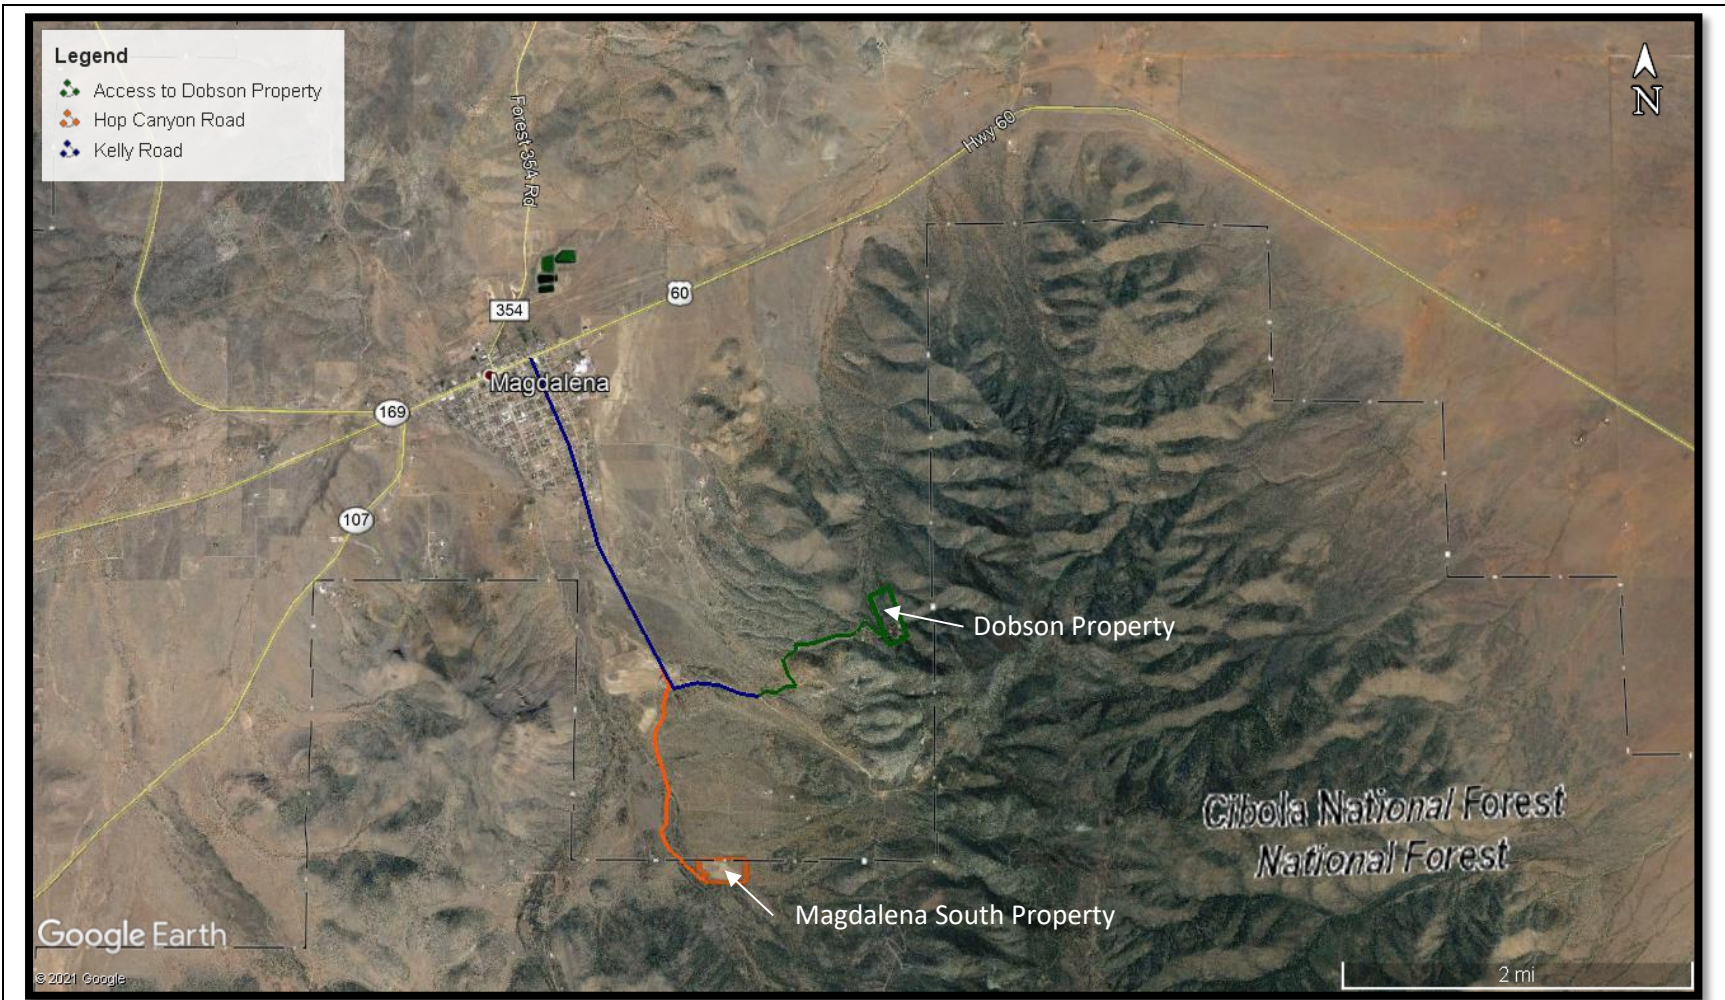 Legend
Access to Dobson Property
Hop Canyon Road
Kelly Road
N
Forest 354 Rd
Hwy 60
60
354
Magdalena
169
107
Dobson Property
Cibola National Forest
National Forest
Magdalena South Property
Google Earth
© 2021 Google
2 mi